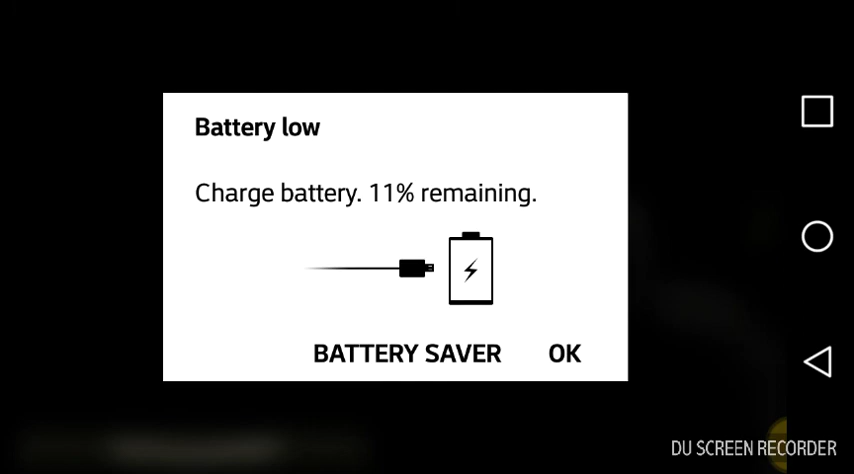 Battery low
Charge battery. 11% remaining.
BATTERY SAVER OK
DU SCREEN RECORDER